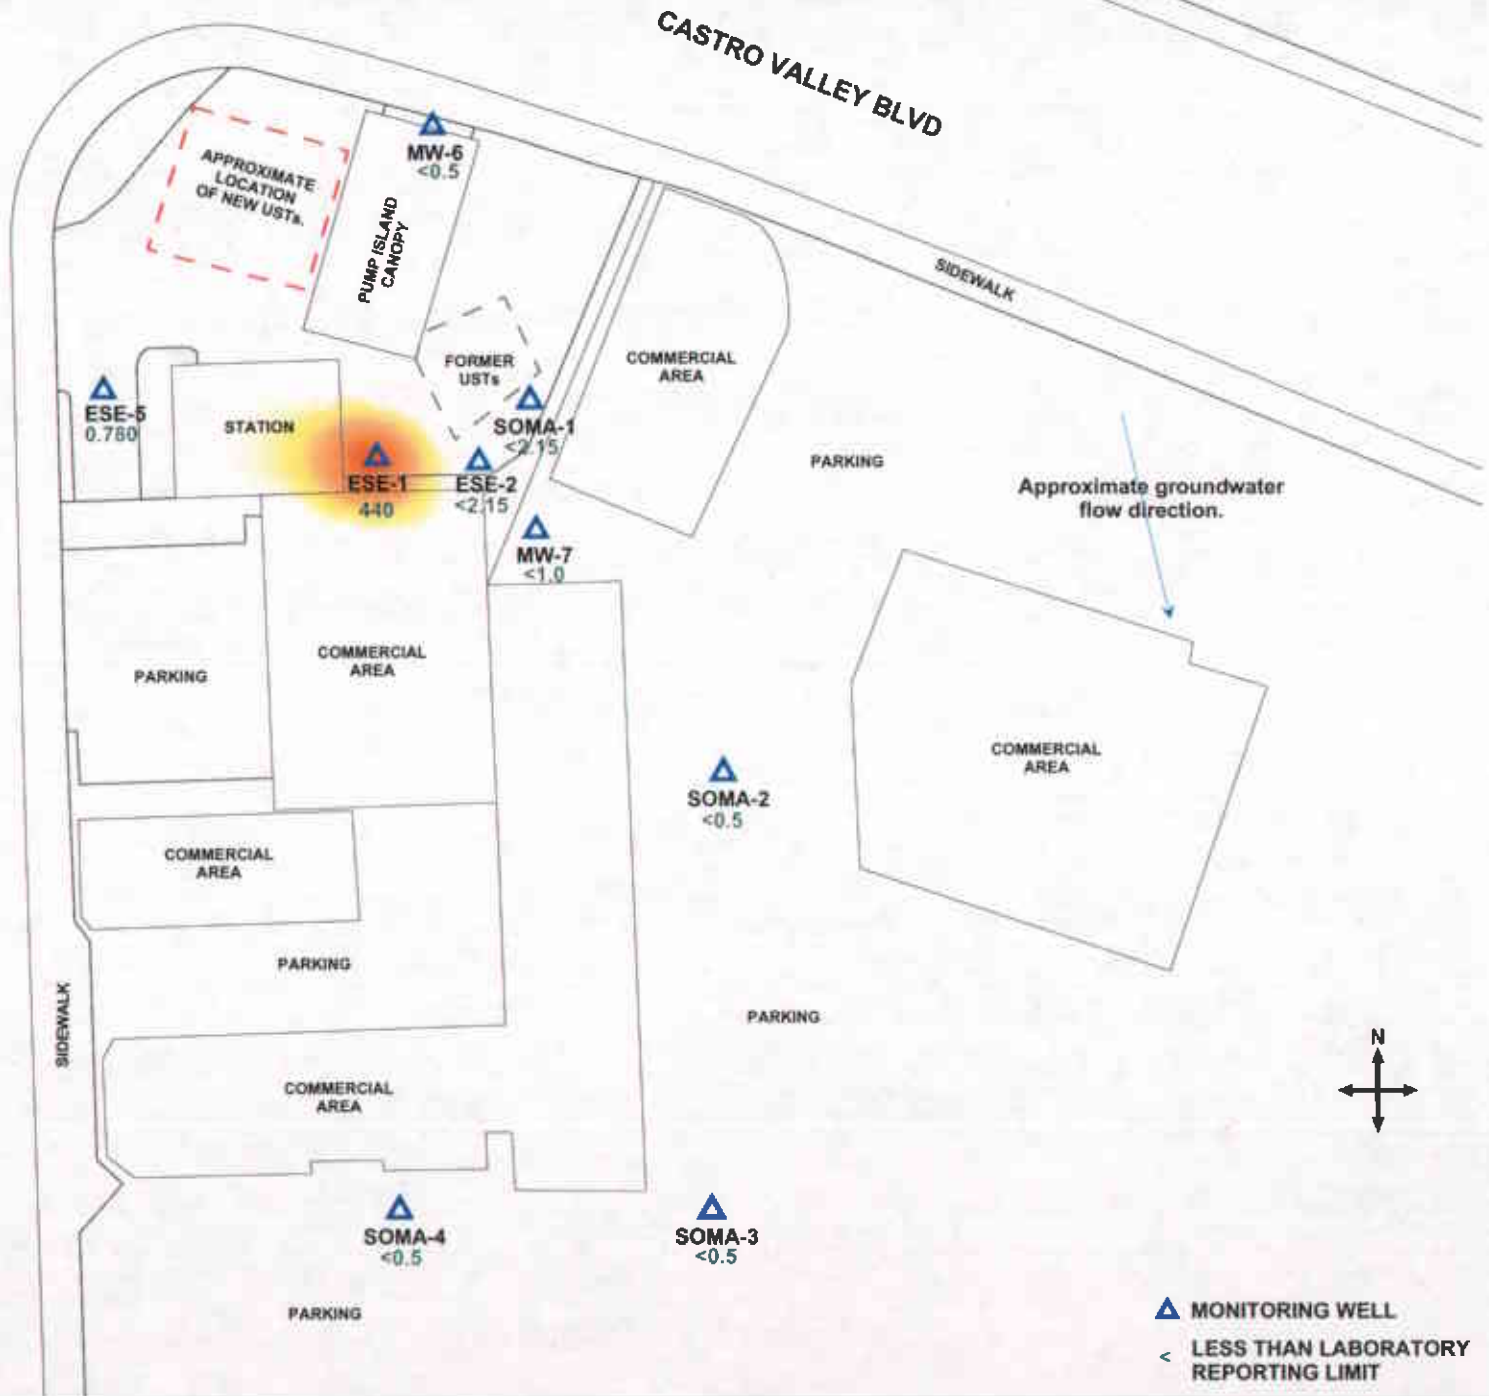 CASTRO VALLEY BLVD
MW-6
<0.5
APPROXIMATE
LOCATION
OF NEW USTs.
PUMP ISLAND
CANOPY
SIDEWALK
FORMER
USTs
COMMERCIAL
AREA
ESE-5
0.780
STATION
SOMA-1
<2.15
ESE-1
440
ESE-2
<2.15
PARKING
Approximate groundwater
flow direction.
MW-7
<1.0
COMMERCIAL
AREA
PARKING
COMMERCIAL
AREA
SOMA-2
<0.5
COMMERCIAL
AREA
PARKING
SIDEWALK
PARKING
N
COMMERCIAL
AREA
SOMA-4
<0.5
SOMA-3
<0.5
PARKING
MONITORING WELL
< LESS THAN LABORATORY
REPORTING LIMIT